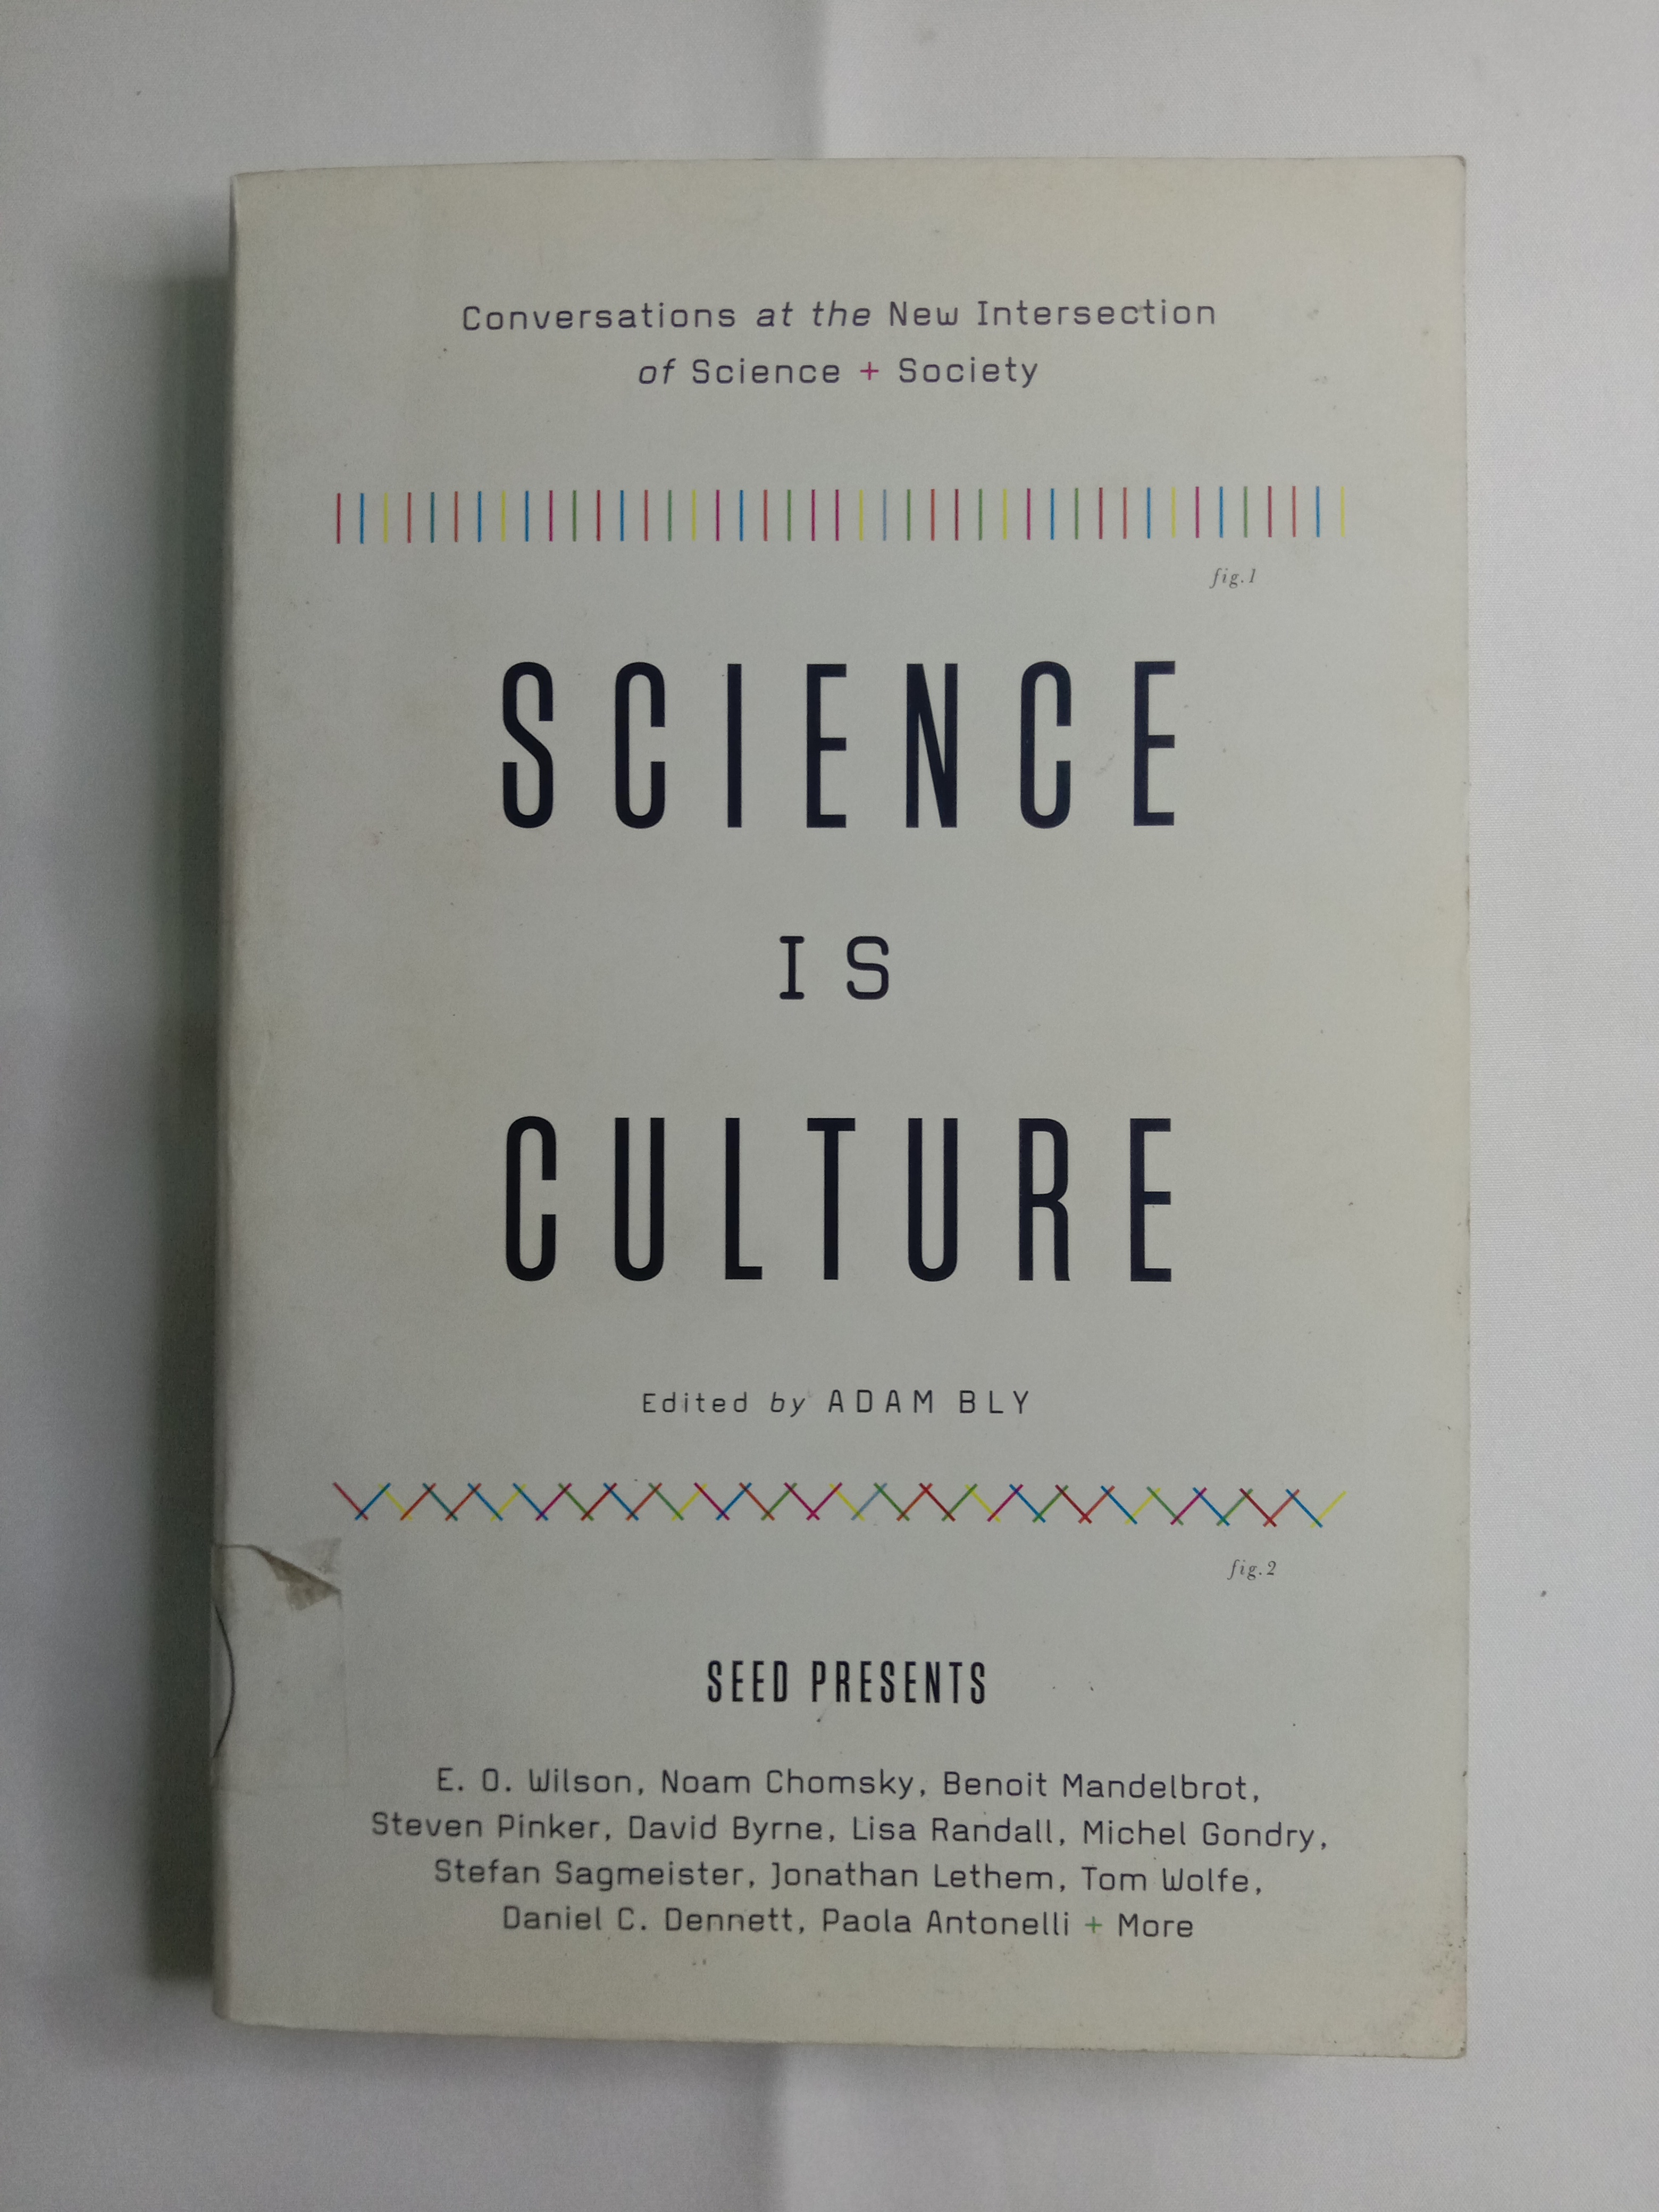 Conversations at the New Intersection
of Science + Society
fig.1
SCIENCE
IS
CULTURE
Edited by ADAM BLY
fig.2
SEED PRESENTS
E. O. Wilson, Noam Chomsky, Benoit Mandelbrot,
Steven Pinker, David Byrne, Lisa Randall, Michel Gondry,
Stefan Sagmeister, Jonathan Lethem, Tom Wolfe,
Daniel C. Dennett, Paola Antonelli + More